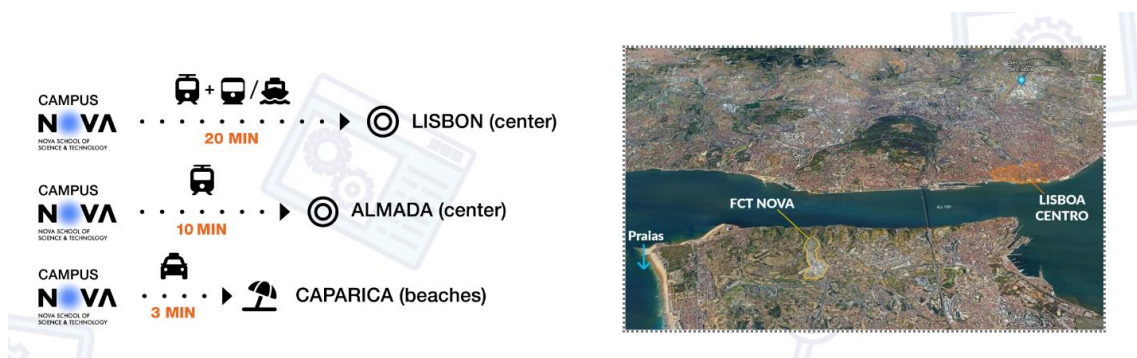 CAMPUS
NOVA
NOVA SCHOOL OF
SCIENCE & TECHNOLOGY
+ /
20 MIN
LISBON (center)
CAMPUS
NOVA
NOVA SCHOOL OF
SCIENCE & TECHNOLOGY
10 MIN
ALMADA (center)
CAMPUS
NOVA
NOVA SCHOOL OF
SCIENCE & TECHNOLOGY
3 MIN
CAPARICA (beaches)
FCT NOVA
LISBOA
CENTRO
Praias